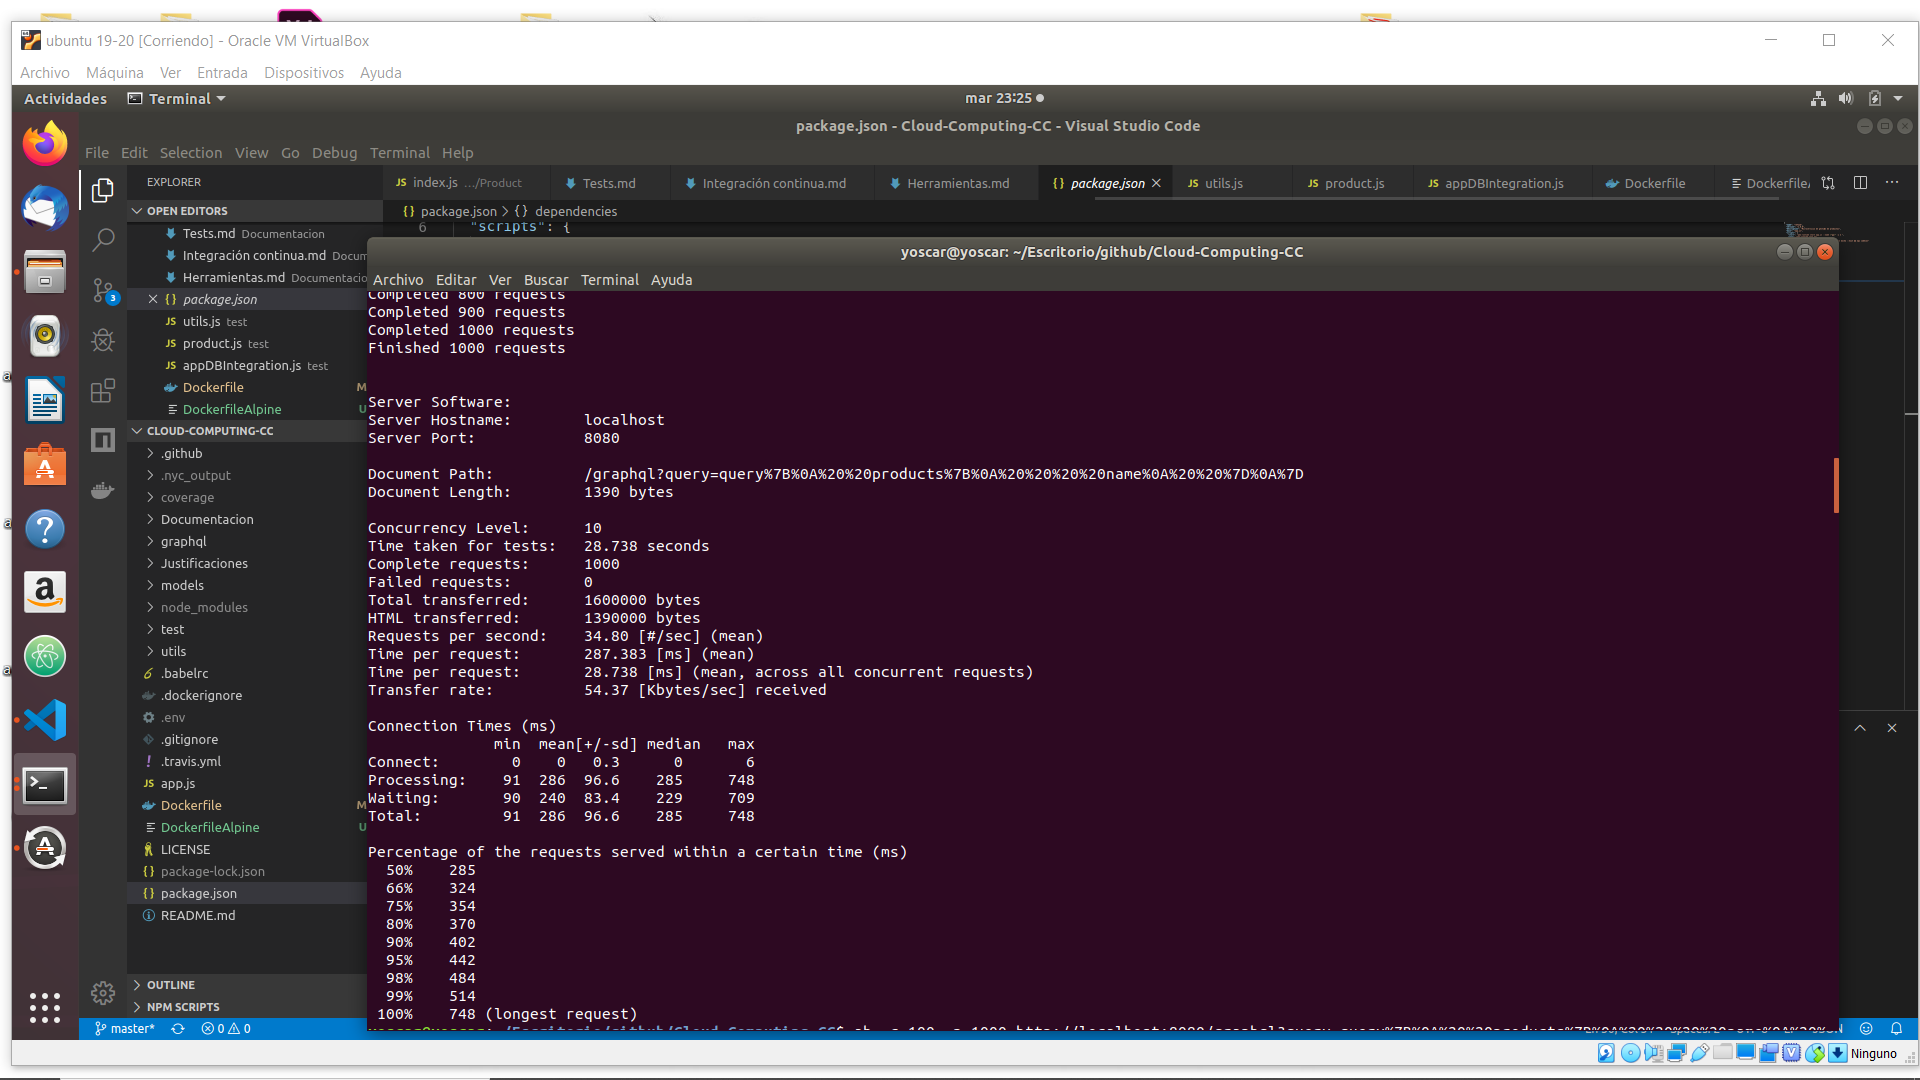 ubuntu 19-20 [Corriendo] - Oracle VM VirtualBox
Archivo Máquina Ver Entrada Dispositivos Ayuda
Actividades Terminal mar 23:25
package.json - Cloud-Computing-CC - Visual Studio Code
File Edit Selection View Go Debug Terminal Help
EXPLORER
JS index.js .../Product Tests.md Integración continua.md Herramientas.md {} package.json JS utils.js JS product.js JS appDBIntegration.js Dockerfile Dockerfile
{} package.json > {} dependencies
6 "scripts": {
OPEN EDITORS
Tests.md Documentacion
Integración continua.md Docum
Herramientas.md Documentacio
{} package.json
JS utils.js test
JS product.js test
JS appDBIntegration.js test
Dockerfile M
DockerfileAlpine U
CLOUD-COMPUTING-CC
.github
.nyc_output
coverage
Documentacion
graphql
Justificaciones
models
node_modules
test
utils
.babelrc
.dockerignore
.env
.gitignore
! .travis.yml
JS app.js
Dockerfile M
DockerfileAlpine U
LICENSE
{} package-lock.json
{} package.json
README.md
OUTLINE
NPM SCRIPTS
3
yoscar@yoscar: ~/Escritorio/github/Cloud-Computing-CC
Archivo Editar Ver Buscar Terminal Ayuda
Completed 800 requests
Completed 900 requests
Completed 1000 requests
Finished 1000 requests
Server Software:
Server Hostname: localhost
Server Port: 8080
Document Path: /graphql?query=query%7B%0A%20%20products%7B%0A%20%20%20%20name%0A%20%20%7D%0A%7D
Document Length: 1390 bytes
Concurrency Level: 10
Time taken for tests: 28.738 seconds
Complete requests: 1000
Failed requests: 0
Total transferred: 1600000 bytes
HTML transferred: 1390000 bytes
Requests per second: 34.80 [#/sec] (mean)
Time per request: 287.383 [ms] (mean)
Time per request: 28.738 [ms] (mean, across all concurrent requests)
Transfer rate: 54.37 [Kbytes/sec] received
Connection Times (ms)
min mean[+/-sd] median max
Connect: 0 0 0.3 0 6
Processing: 91 286 96.6 285 748
Waiting: 90 240 83.4 229 709
Total: 91 286 96.6 285 748
Percentage of the requests served within a certain time (ms)
50% 285
66% 324
75% 354
80% 370
90% 402
95% 442
98% 484
99% 514
100% 748 (longest request)
master* 0 0
Ninguno